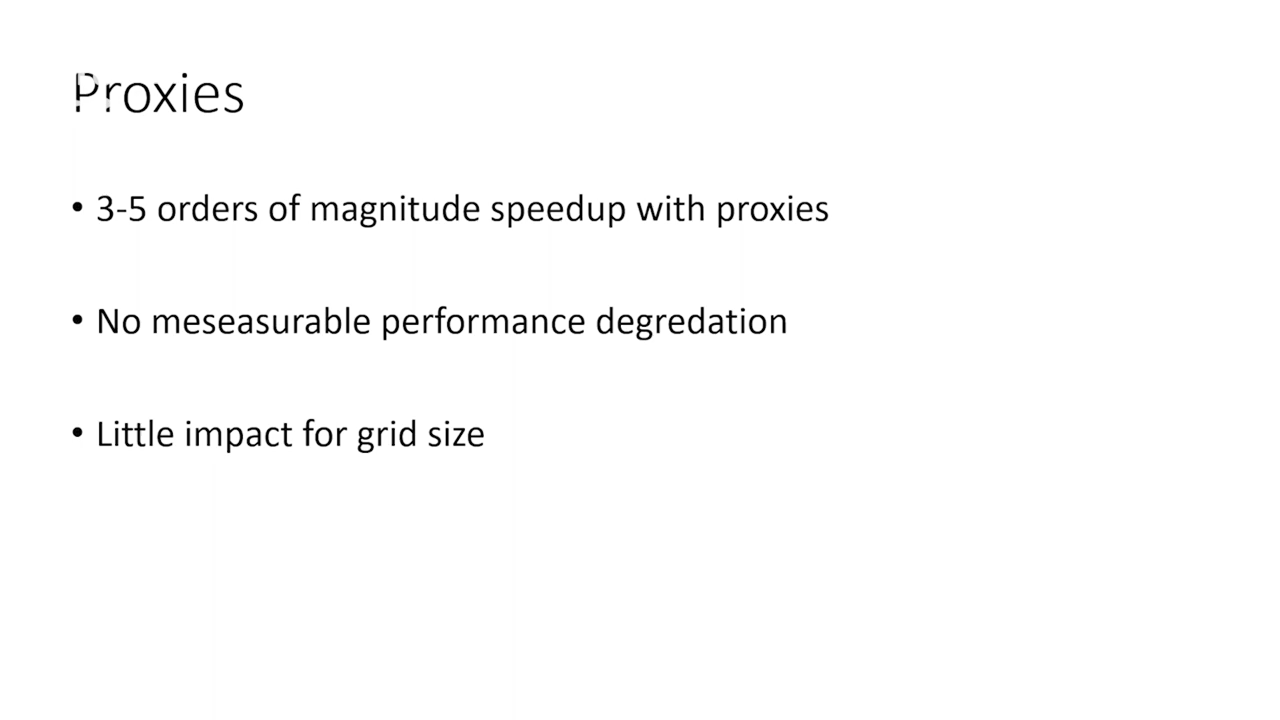 Proxies
• 3-5 orders of magnitude speedup with proxies
• No meseasurable performance degredation
• Little impact for grid size